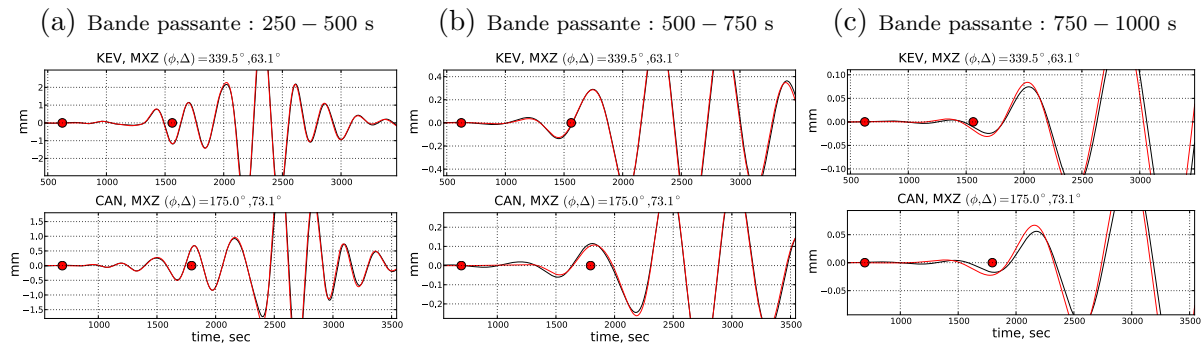 (a) Bande passante : 250 – 500 s
KEV, MXZ (ϕ,Δ) =339.5°,63.1°
2
1
0
−1
−2
mm
500 1000 1500 2000 2500 3000
CAN, MXZ (ϕ,Δ) =175.0°,73.1°
1.5
1.0
0.5
0.0
−0.5
−1.0
−1.5
mm
1000 1500 2000 2500 3000 3500
time, sec
(b) Bande passante : 500 – 750 s
KEV, MXZ (ϕ,Δ) =339.5°,63.1°
0.4
0.2
0.0
−0.2
−0.4
500 1000 1500 2000 2500 3000
CAN, MXZ (ϕ,Δ) =175.0°,73.1°
0.2
0.1
0.0
−0.1
−0.2
1000 1500 2000 2500 3000 3500
time, sec
(c) Bande passante : 750 – 1000 s
KEV, MXZ (ϕ,Δ) =339.5°,63.1°
0.10
0.05
0.00
−0.05
−0.10
mm
500 1000 1500 2000 2500 3000
CAN, MXZ (ϕ,Δ) =175.0°,73.1°
0.05
0.00
−0.05
mm
1000 1500 2000 2500 3000 3500
time, sec